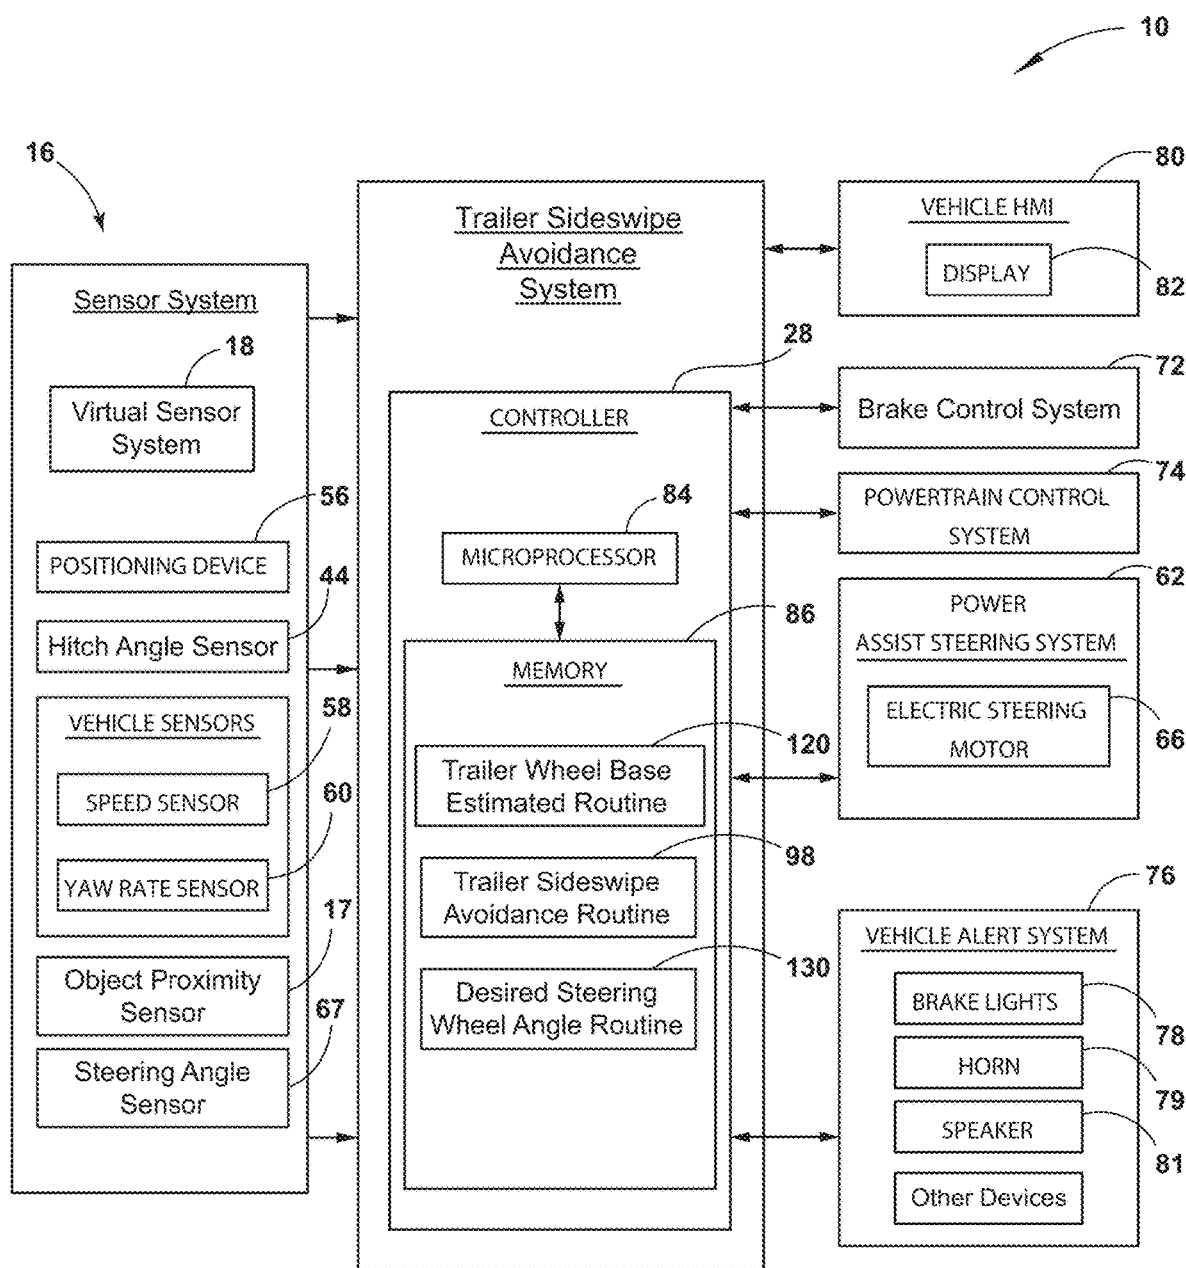 10
16
Sensor System
18
Virtual Sensor
System
56
POSITIONING DEVICE
44
Hitch Angle Sensor
VEHICLE SENSORS
58
SPEED SENSOR
60
YAW RATE SENSOR
17
Object Proximity
Sensor
67
Steering Angle
Sensor
Trailer Sideswipe
Avoidance
System
28
CONTROLLER
84
MICROPROCESSOR
86
MEMORY
120
Trailer Wheel Base
Estimated Routine
98
Trailer Sideswipe
Avoidance Routine
130
Desired Steering
Wheel Angle Routine
80
VEHICLE HMI
DISPLAY
82
72
Brake Control System
74
POWERTRAIN CONTROL
SYSTEM
62
POWER
ASSIST STEERING SYSTEM
ELECTRIC STEERING
MOTOR
66
76
VEHICLE ALERT SYSTEM
BRAKE LIGHTS
78
HORN
79
SPEAKER
81
Other Devices